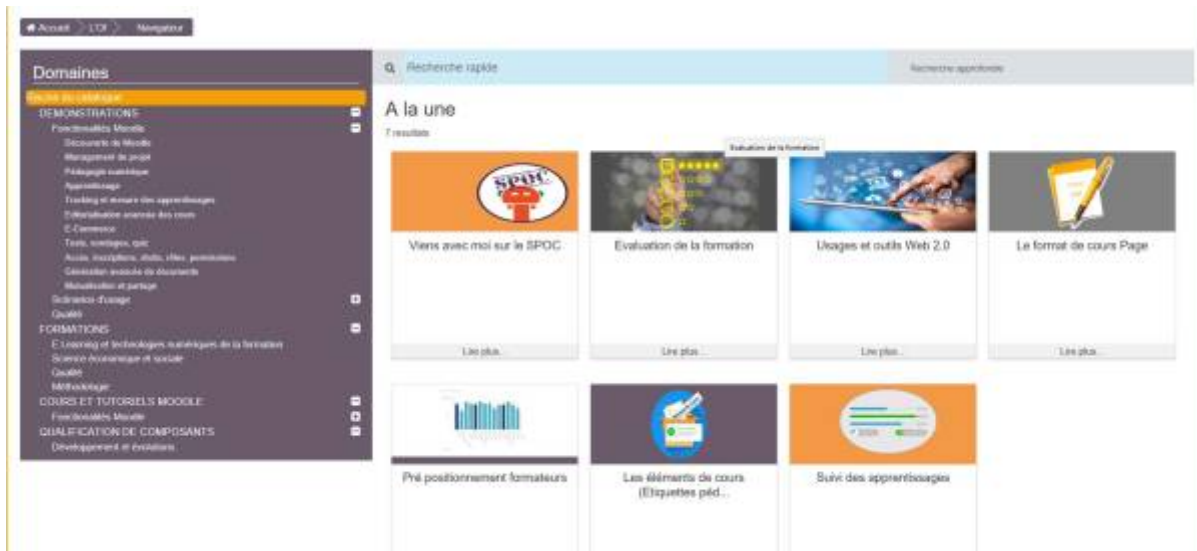 Accueil LTOI Navigateur
Domaines
Racine du catalogue
DEMONSTRATIONS
Fonctionalités Moodle
Découverte de Moodle
Management de projet
Pédagogie numérique
Apprentissage
Tracking et mesure des apprentissages
Editorialisation avancée des cours
E-Commerce
Tests, sondages, quiz
Accès, inscriptions, droits, rôles, permissions
Génération avancée de documents
Mutualisation et partage
Scénarios d'usage
Qualité
FORMATIONS
E Learning et technologies numériques de la formation
Science économique et sociale
Qualité
Méthodologie
COURS ET TUTORIELS MOODLE
Fonctionalités Moodle
QUALIFICATION DE COMPOSANTS
Développement et évolutions
Recherche rapide
Recherche approfondie
A la une
7 resultats
Evaluation de la formation
SPOC
Viens avec moi sur le SPOC
Evaluation de la formation
Usages et outils Web 2.0
Le format de cours Page
Lire plus...
Lire plus...
Lire plus...
Lire plus...
Pré positionnement formateurs
Les éléments de cours
(Etiquettes péd...
Suivi des apprentissages